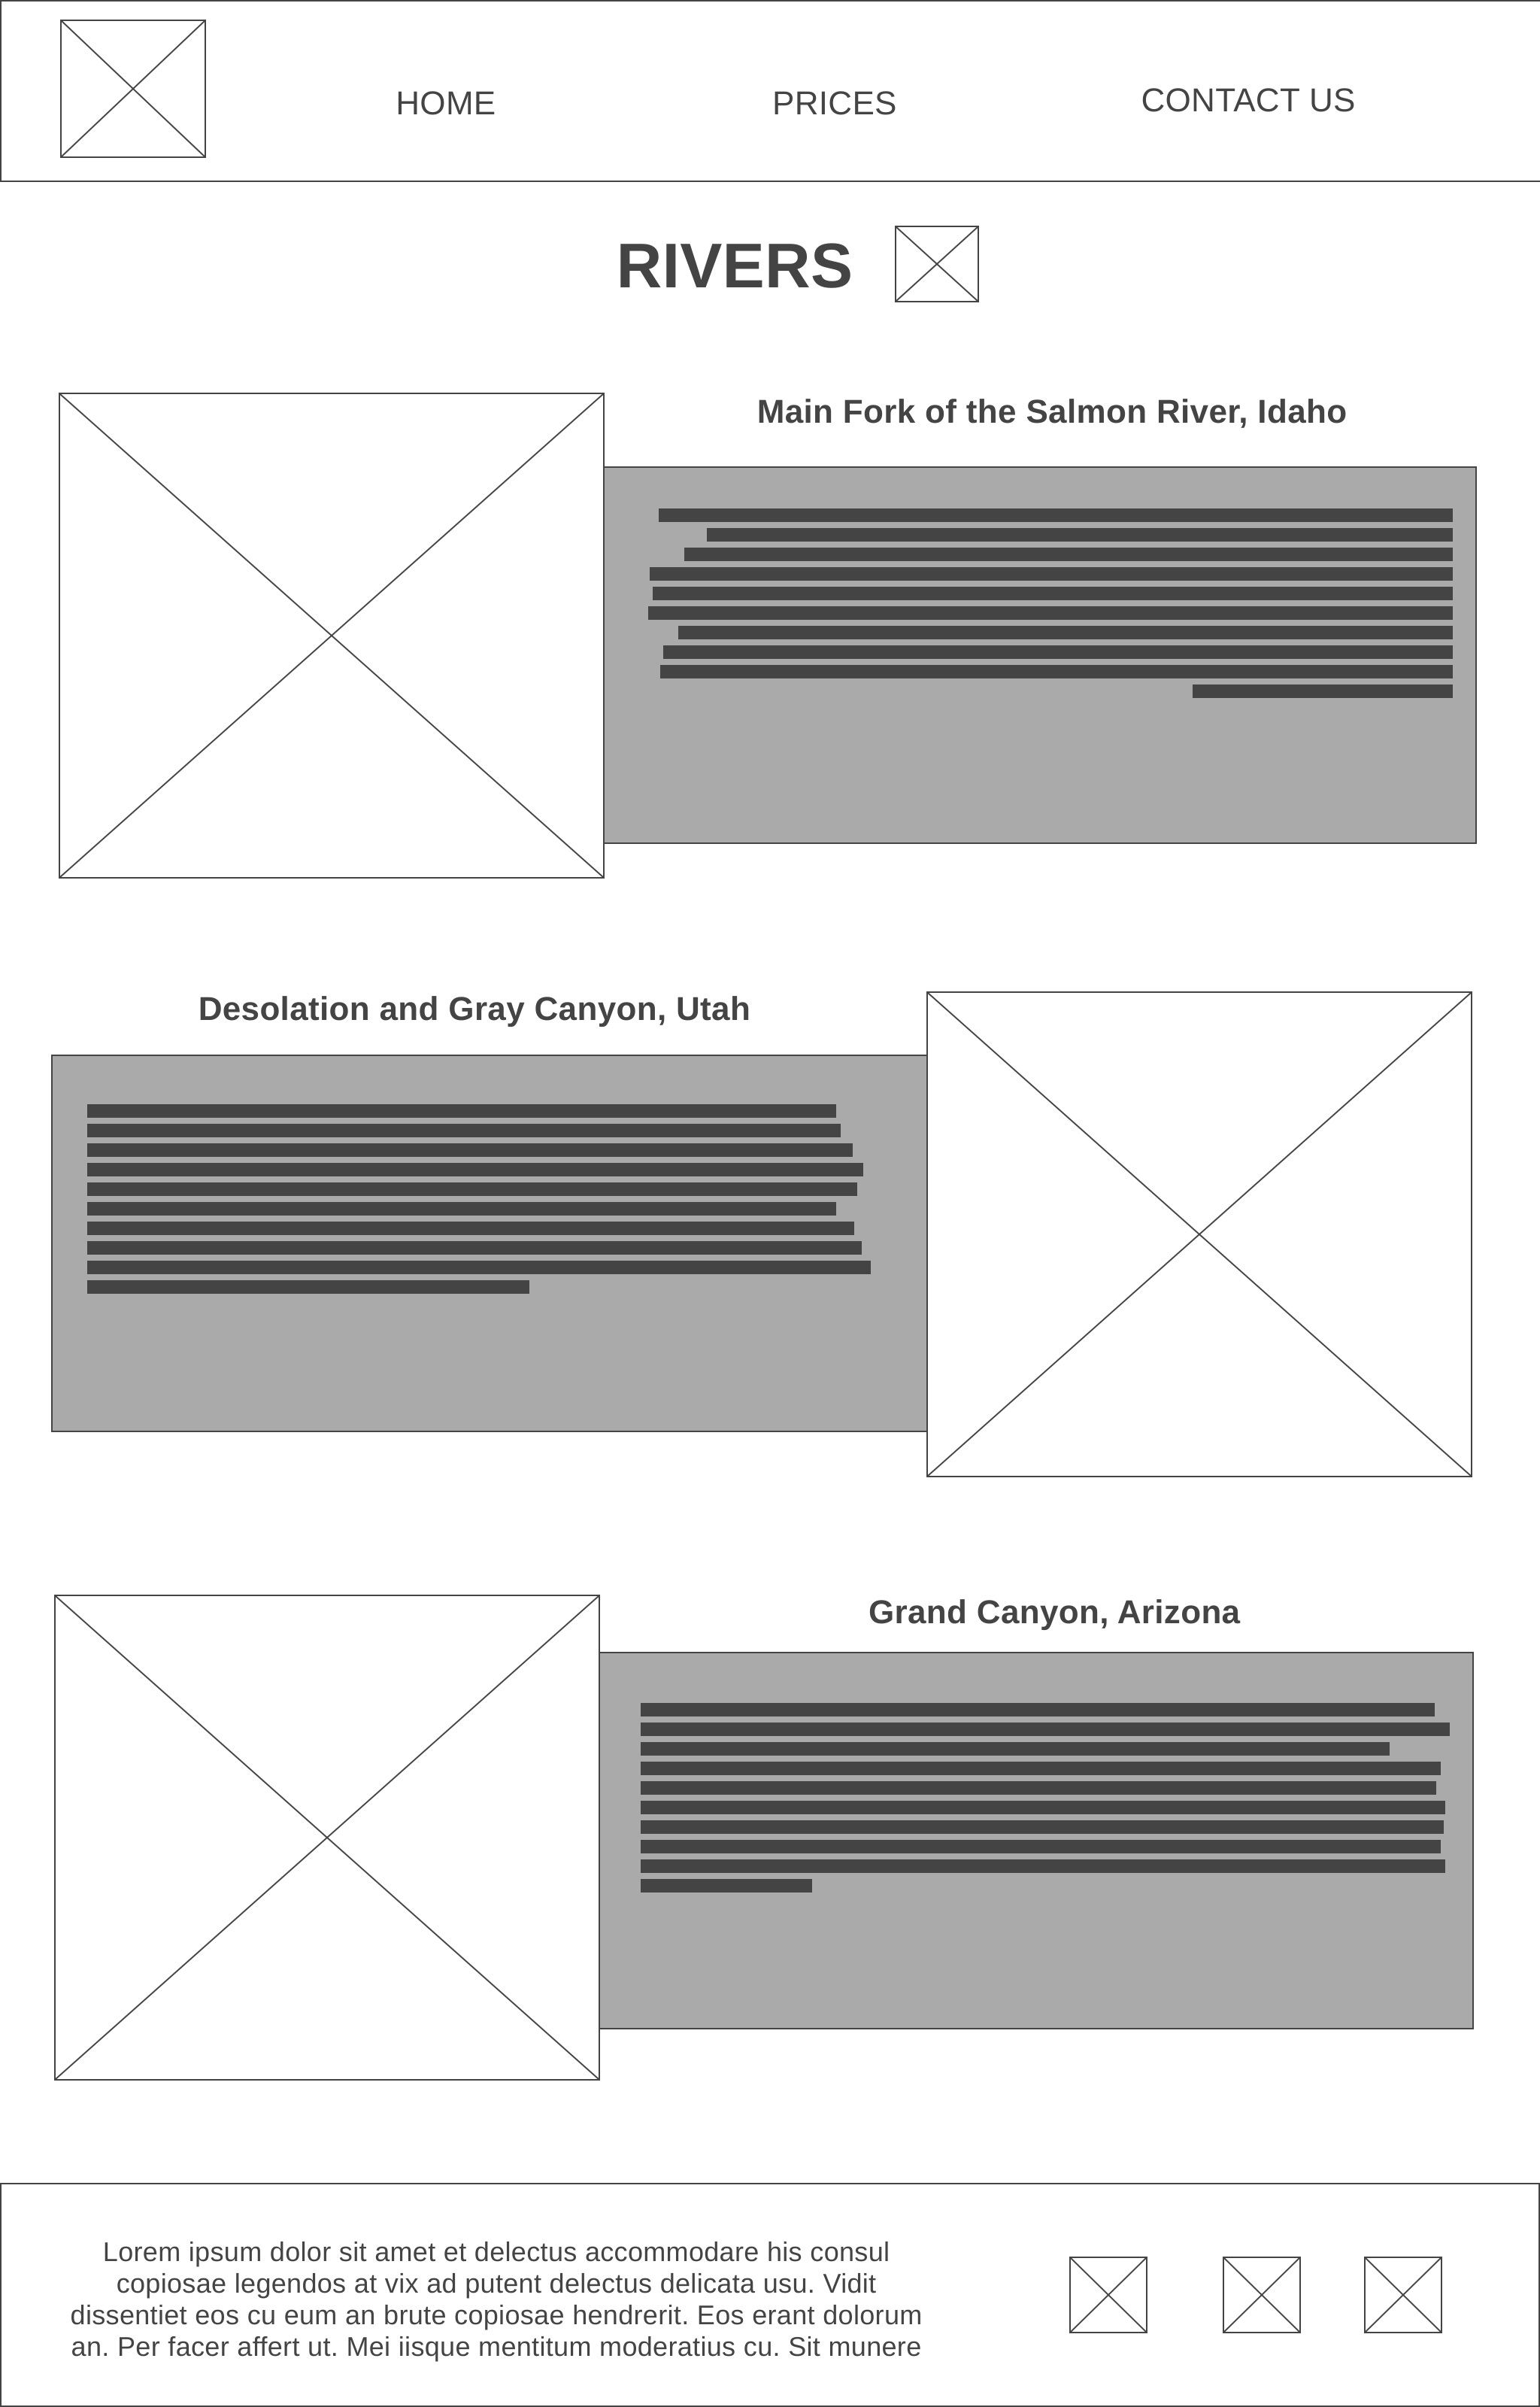 HOME
PRICES
CONTACT US
RIVERS
Main Fork of the Salmon River, Idaho
Desolation and Gray Canyon, Utah
Grand Canyon, Arizona
Lorem ipsum dolor sit amet et delectus accommodare his consul
copiosae legendos at vix ad putent delectus delicata usu. Vidit
dissentiet eos cu eum an brute copiosae hendrerit. Eos erant dolorum
an. Per facer affert ut. Mei iisque mentitum moderatius cu. Sit munere